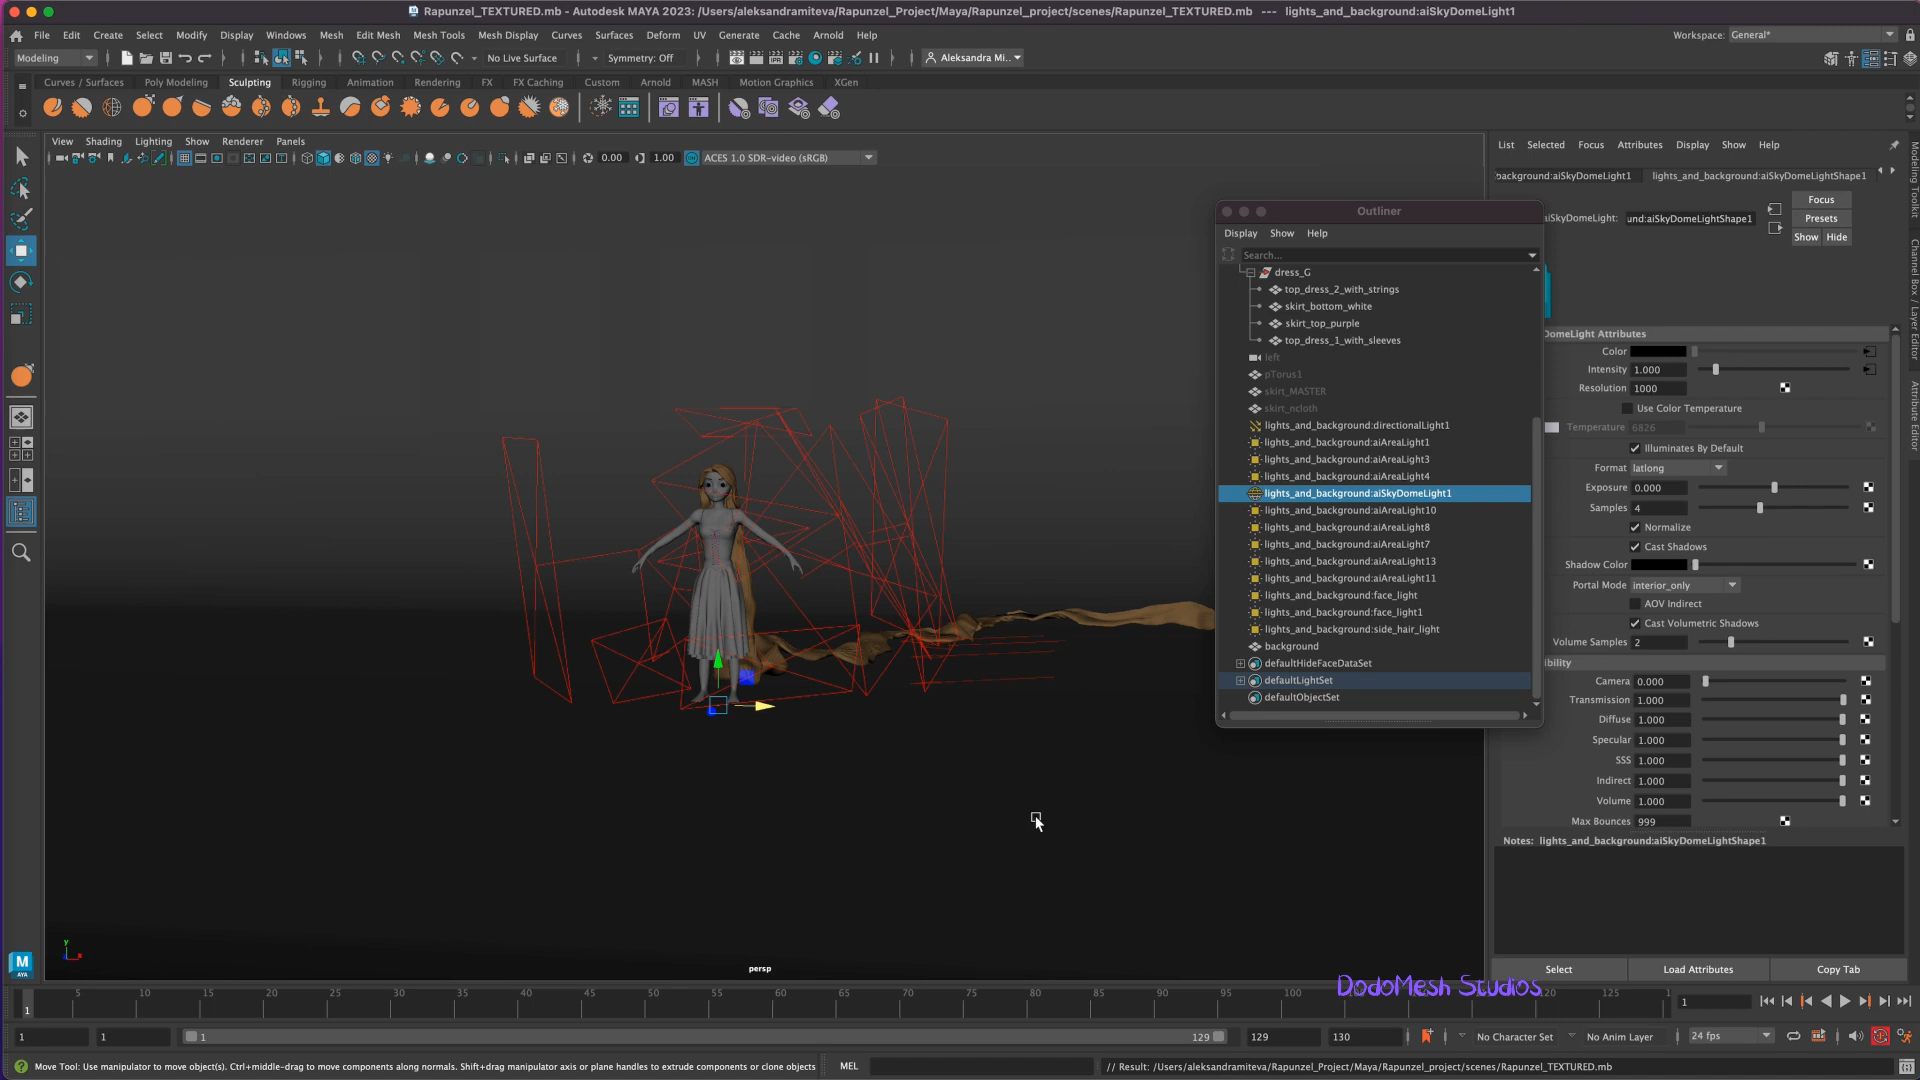 Rapunzel_TEXTURED.mb - Autodesk MAYA 2023: /Users/aleksandramiteva/Rapunzel_Project/Maya/Rapunzel_project/scenes/Rapunzel_TEXTURED.mb --- lights_and_background:aiSkyDomeLight1
File Edit Create Select Modify Display Windows Mesh Edit Mesh Mesh Tools Mesh Display Curves Surfaces Deform UV Generate Cache Arnold Help
Workspace: General*
Modeling
No Live Surface
Symmetry: Off
Aleksandra Mi..
Curves / Surfaces Poly Modeling Sculpting Rigging Animation Rendering FX FX Caching Custom Arnold MASH Motion Graphics XGen
View Shading Lighting Show Renderer Panels
0.00 1.00 ACES 1.0 SDR-video (sRGB)
List Selected Focus Attributes Display Show Help
background:aiSkyDomeLight1 lights_and_background:aiSkyDomeLightShape1
Focus
aiSkyDomeLight: und:aiSkyDomeLightShape1
Presets
Show Hide
Outliner
Display Show Help
Search...
dress_G
top_dress_2_with_strings
skirt_bottom_white
skirt_top_purple
top_dress_1_with_sleeves
left
pTorus1
skirt_MASTER
skirt_ncloth
lights_and_background:directionalLight1
lights_and_background:aiAreaLight1
lights_and_background:aiAreaLight3
lights_and_background:aiAreaLight4
lights_and_background:aiSkyDomeLight1
lights_and_background:aiAreaLight10
lights_and_background:aiAreaLight8
lights_and_background:aiAreaLight7
lights_and_background:aiAreaLight13
lights_and_background:aiAreaLight11
lights_and_background:face_light
lights_and_background:face_light1
lights_and_background:side_hair_light
background
defaultHideFaceDataSet
defaultLightSet
defaultObjectSet
DomeLight Attributes
Color
Intensity 1.000
Resolution 1000
Use Color Temperature
Temperature 6826
Illuminates By Default
Format latlong
Exposure 0.000
Samples 4
Normalize
Cast Shadows
Shadow Color
Portal Mode interior_only
AOV Indirect
Cast Volumetric Shadows
Volume Samples 2
ibility
Camera 0.000
Transmission 1.000
Diffuse 1.000
Specular 1.000
SSS 1.000
Indirect 1.000
Volume 1.000
Max Bounces 999
Notes: lights_and_background:aiSkyDomeLightShape1
Select Load Attributes Copy Tab
Modeling Toolkit
Channel Box / Layer Editor
Attribute Editor
y
x
persp
M
AYA
DodoMesh Studios
5 10 15 20 25 30 35 40 45 50 55 60 65 70 75 80 85 90 95 100 120 125
1
1
1 1 1 129 129 130 No Character Set No Anim Layer 24 fps
Move Tool: Use manipulator to move object(s). Ctrl+middle-drag to move components along normals. Shift+drag manipulator axis or plane handles to extrude components or clone objects
MEL
// Result: /Users/aleksandramiteva/Rapunzel_Project/Maya/Rapunzel_project/scenes/Rapunzel_TEXTURED.mb